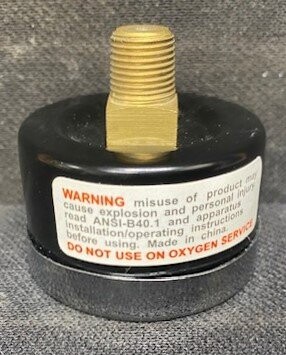 WARNING misuse of product may
cause explosion and personal injury.
read ANSI-B40.1 and apparatus
installation/operating instructions
before using. Made in china.
DO NOT USE ON OXYGEN SERVICE